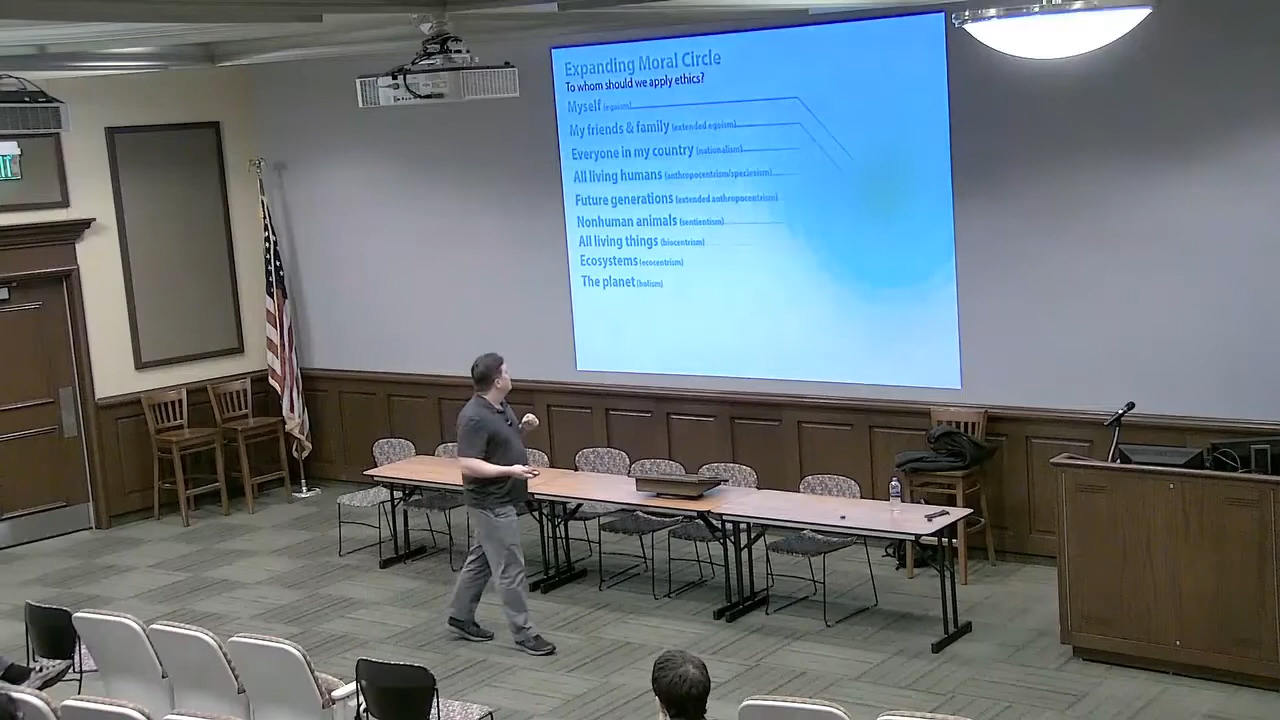 Expanding Moral Circle
To whom should we apply ethics?
Myself (egoism)
My friends & family (extended egoism)
Everyone in my country (nationalism)
All living humans (anthropocentrism/speciesism)
Future generations (extended anthropocentrism)
Nonhuman animals (sentientism)
All living things (biocentrism)
Ecosystems (ecocentrism)
The planet (holism)